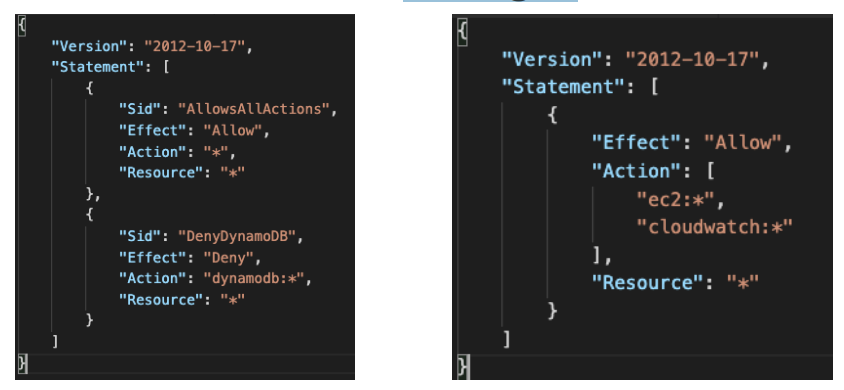 {
    "Version": "2012-10-17",
    "Statement": [
        {
            "Sid": "AllowsAllActions",
            "Effect": "Allow",
            "Action": "*",
            "Resource": "*"
        },
        {
            "Sid": "DenyDynamoDB",
            "Effect": "Deny",
            "Action": "dynamodb:*",
            "Resource": "*"
        }
    ]
}
{
    "Version": "2012-10-17",
    "Statement": [
        {
            "Effect": "Allow",
            "Action": [
                "ec2:*",
                "cloudwatch:*"
            ],
            "Resource": "*"
        }
    ]
}